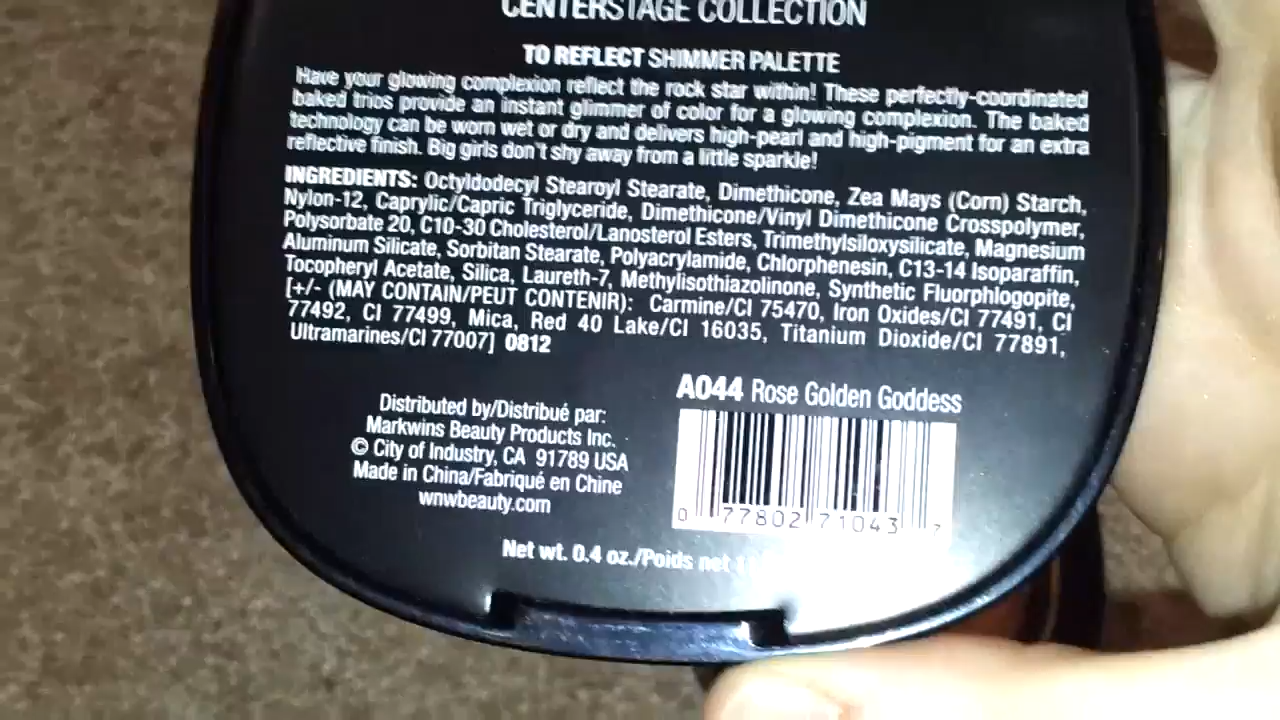 CENTERSTAGE COLLECTION
TO REFLECT SHIMMER PALETTE
Have your glowing complexion reflect the rock star within! These perfectly-coordinated
baked trios provide an instant glimmer of color for a glowing complexion. The baked
technology can be worn wet or dry and delivers high-pearl and high-pigment for an extra
reflective finish. Big girls don't shy away from a little sparkle!
INGREDIENTS: Octyldodecyl Stearoyl Stearate, Dimethicone, Zea Mays (Corn) Starch,
Nylon-12, Caprylic/Capric Triglyceride, Dimethicone/Vinyl Dimethicone Crosspolymer,
Polysorbate 20, C10-30 Cholesterol/Lanosterol Esters, Trimethylsiloxysilicate, Magnesium
Aluminum Silicate, Sorbitan Stearate, Polyacrylamide, Chlorphenesin, C13-14 Isoparaffin,
Tocopheryl Acetate, Silica, Laureth-7, Methylisothiazolinone, Synthetic Fluorphlogopite,
[+/- (MAY CONTAIN/PEUT CONTENIR): Carmine/CI 75470, Iron Oxides/CI 77491, CI
77492, CI 77499, Mica, Red 40 Lake/CI 16035, Titanium Dioxide/CI 77891,
Ultramarines/CI 77007] 0812
A044 Rose Golden Goddess
Distributed by/Distribué par:
Markwins Beauty Products Inc.
© City of Industry, CA 91789 USA
Made in China/Fabriqué en Chine
wnwbeauty.com
0 77802 71043 7
Net wt. 0.4 oz./Poids net